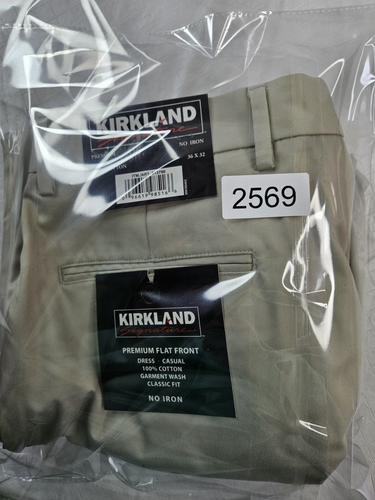 KIRKLAND
Signature
NO IRON
36 X 32
2569
KIRKLAND
Signature
PREMIUM FLAT FRONT
DRESS - CASUAL
100% COTTON
GARMENT WASH
CLASSIC FIT
NO IRON